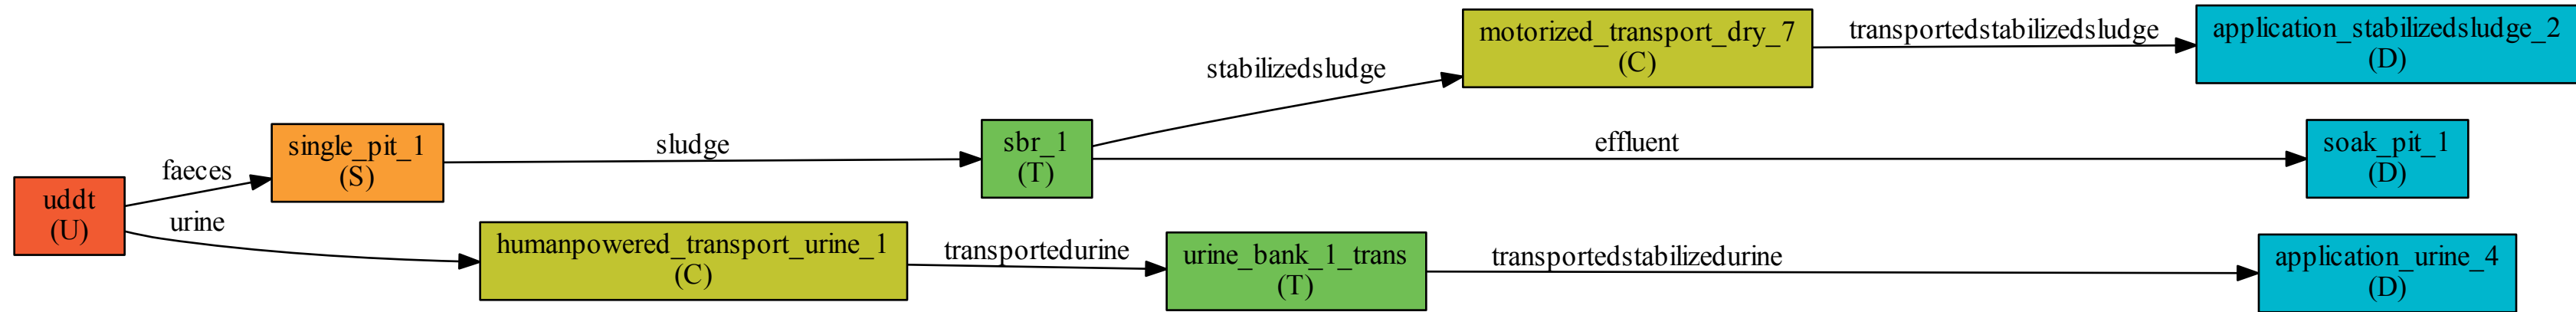 uddt
(U)
faeces
urine
single_pit_1
(S)
sludge
humanpowered_transport_urine_1
(C)
transportedurine
sbr_1
(T)
stabilizedsludge
effluent
urine_bank_1_trans
(T)
transportedstabilizedurine
motorized_transport_dry_7
(C)
transportedstabilizedsludge
application_stabilizedsludge_2
(D)
soak_pit_1
(D)
application_urine_4
(D)